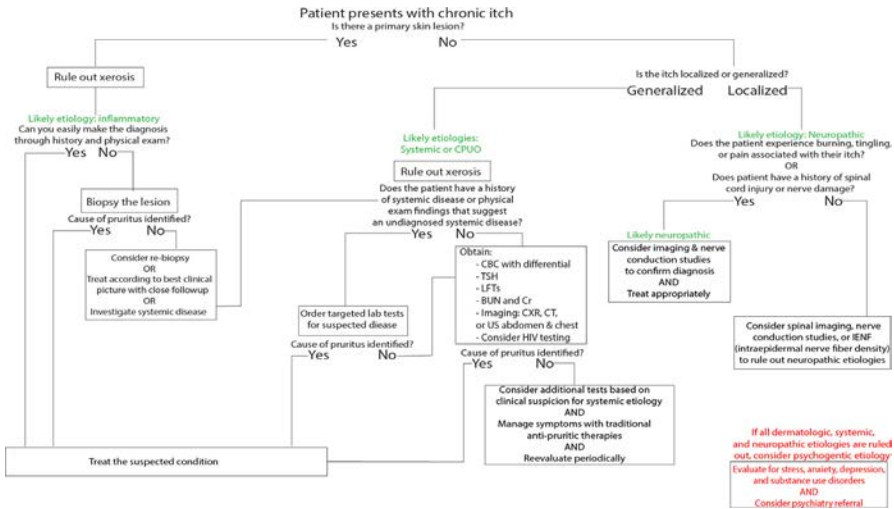 Patient presents with chronic itch
Is there a primary skin lesion?
Yes No
Rule out xerosis
Likely etiology: inflammatory
Can you easily make the diagnosis
through history and physical exam?
Yes No
Biopsy the lesion
Cause of pruritus identified?
Yes No
Consider re-biopsy
OR
Treat according to best clinical
picture with close followup
OR
Investigate systemic disease
Is the itch localized or generalized?
Generalized Localized
Likely etiologies:
Systemic or CPUO
Rule out xerosis
Does the patient have a history
of systemic disease or physical
exam findings that suggest
an undiagnosed systemic disease?
Yes No
Order targeted lab tests
for suspected diease
Cause of pruritus identified?
Yes No
Obtain:
- CBC with differential
- TSH
- LFTs
- BUN and Cr
- Imaging: CXR, CT,
or US abdomen & chest
- Consider HIV testing
Cause of pruritus identified?
Yes No
Consider additional tests based on
clinical suspicion for systemic etiology
AND
Manage symptoms with traditional
anti-pruritic therapies
AND
Reevaluate periodically
Treat the suspected condition
Likely etiology: Neuropathic
Does the patient experience burning, tingling,
or pain associated with their itch?
OR
Does patient have a history of spinal
cord injury or nerve damage?
Yes No
Likely neuropathic
Consider imaging & nerve
conduction studies
to confirm diagnosis
AND
Treat appropriately
Consider spinal imaging, nerve
conduction studies, or IENF
(intraepidermal nerve fiber density)
to rule out neuropathic etiologies
If all dermatologic, systemic,
and neuropathic etiologies are ruled
out, consider psychogentic etiology
Evaluate for stress, anxiety, depression,
and substance use disorders
AND
Consider psychiatry referral